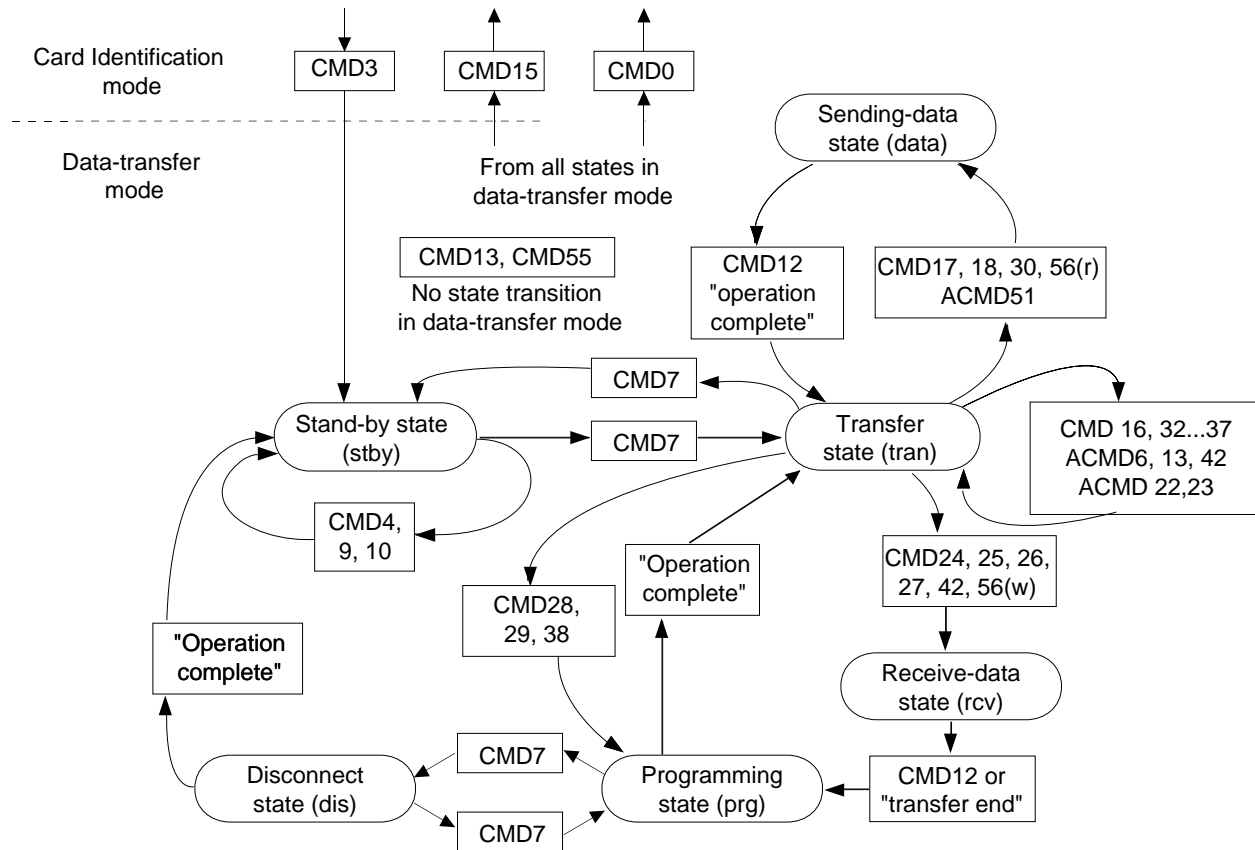 Card Identification
mode
CMD3
CMD15
CMD0
Data-transfer
mode
From all states in
data-transfer mode
Sending-data
state (data)
CMD13, CMD55
No state transition
in data-transfer mode
CMD12
"operation
complete"
CMD17, 18, 30, 56(r)
ACMD51
CMD7
Stand-by state
(stby)
CMD7
Transfer
state (tran)
CMD 16, 32...37
ACMD6, 13, 42
ACMD 22,23
CMD4,
9, 10
"Operation
complete"
CMD24, 25, 26,
27, 42, 56(w)
CMD28,
29, 38
"Operation
complete"
Receive-data
state (rcv)
CMD7
Disconnect
state (dis)
Programming
state (prg)
CMD12 or
"transfer end"
CMD7